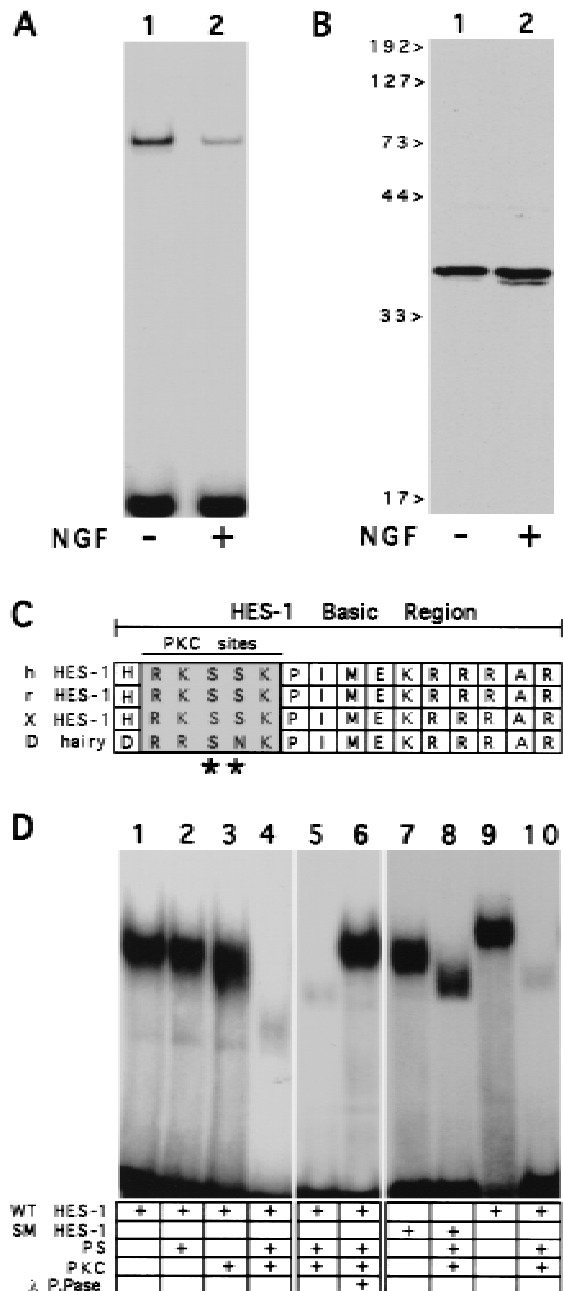 A
1 2
NGF - +
B
1 2
192>
127>
73>
44>
33>
17>
NGF - +
C
HES-1 Basic Region
PKC sites
h HES-1 H R K S S K P I M E K R R R A R
r HES-1 H R K S S K P I M E K R R R A R
X HES-1 H R K S S K P I M E K R R R A R
D hairy D R R S N K P I M E K R R R A R
* *
D
1 2 3 4 5 6 7 8 9 10
WT HES-1 + + + + + + + +
SM HES-1 + +
PS + + + + + +
PKC + + + + + +
λ P.Pase +